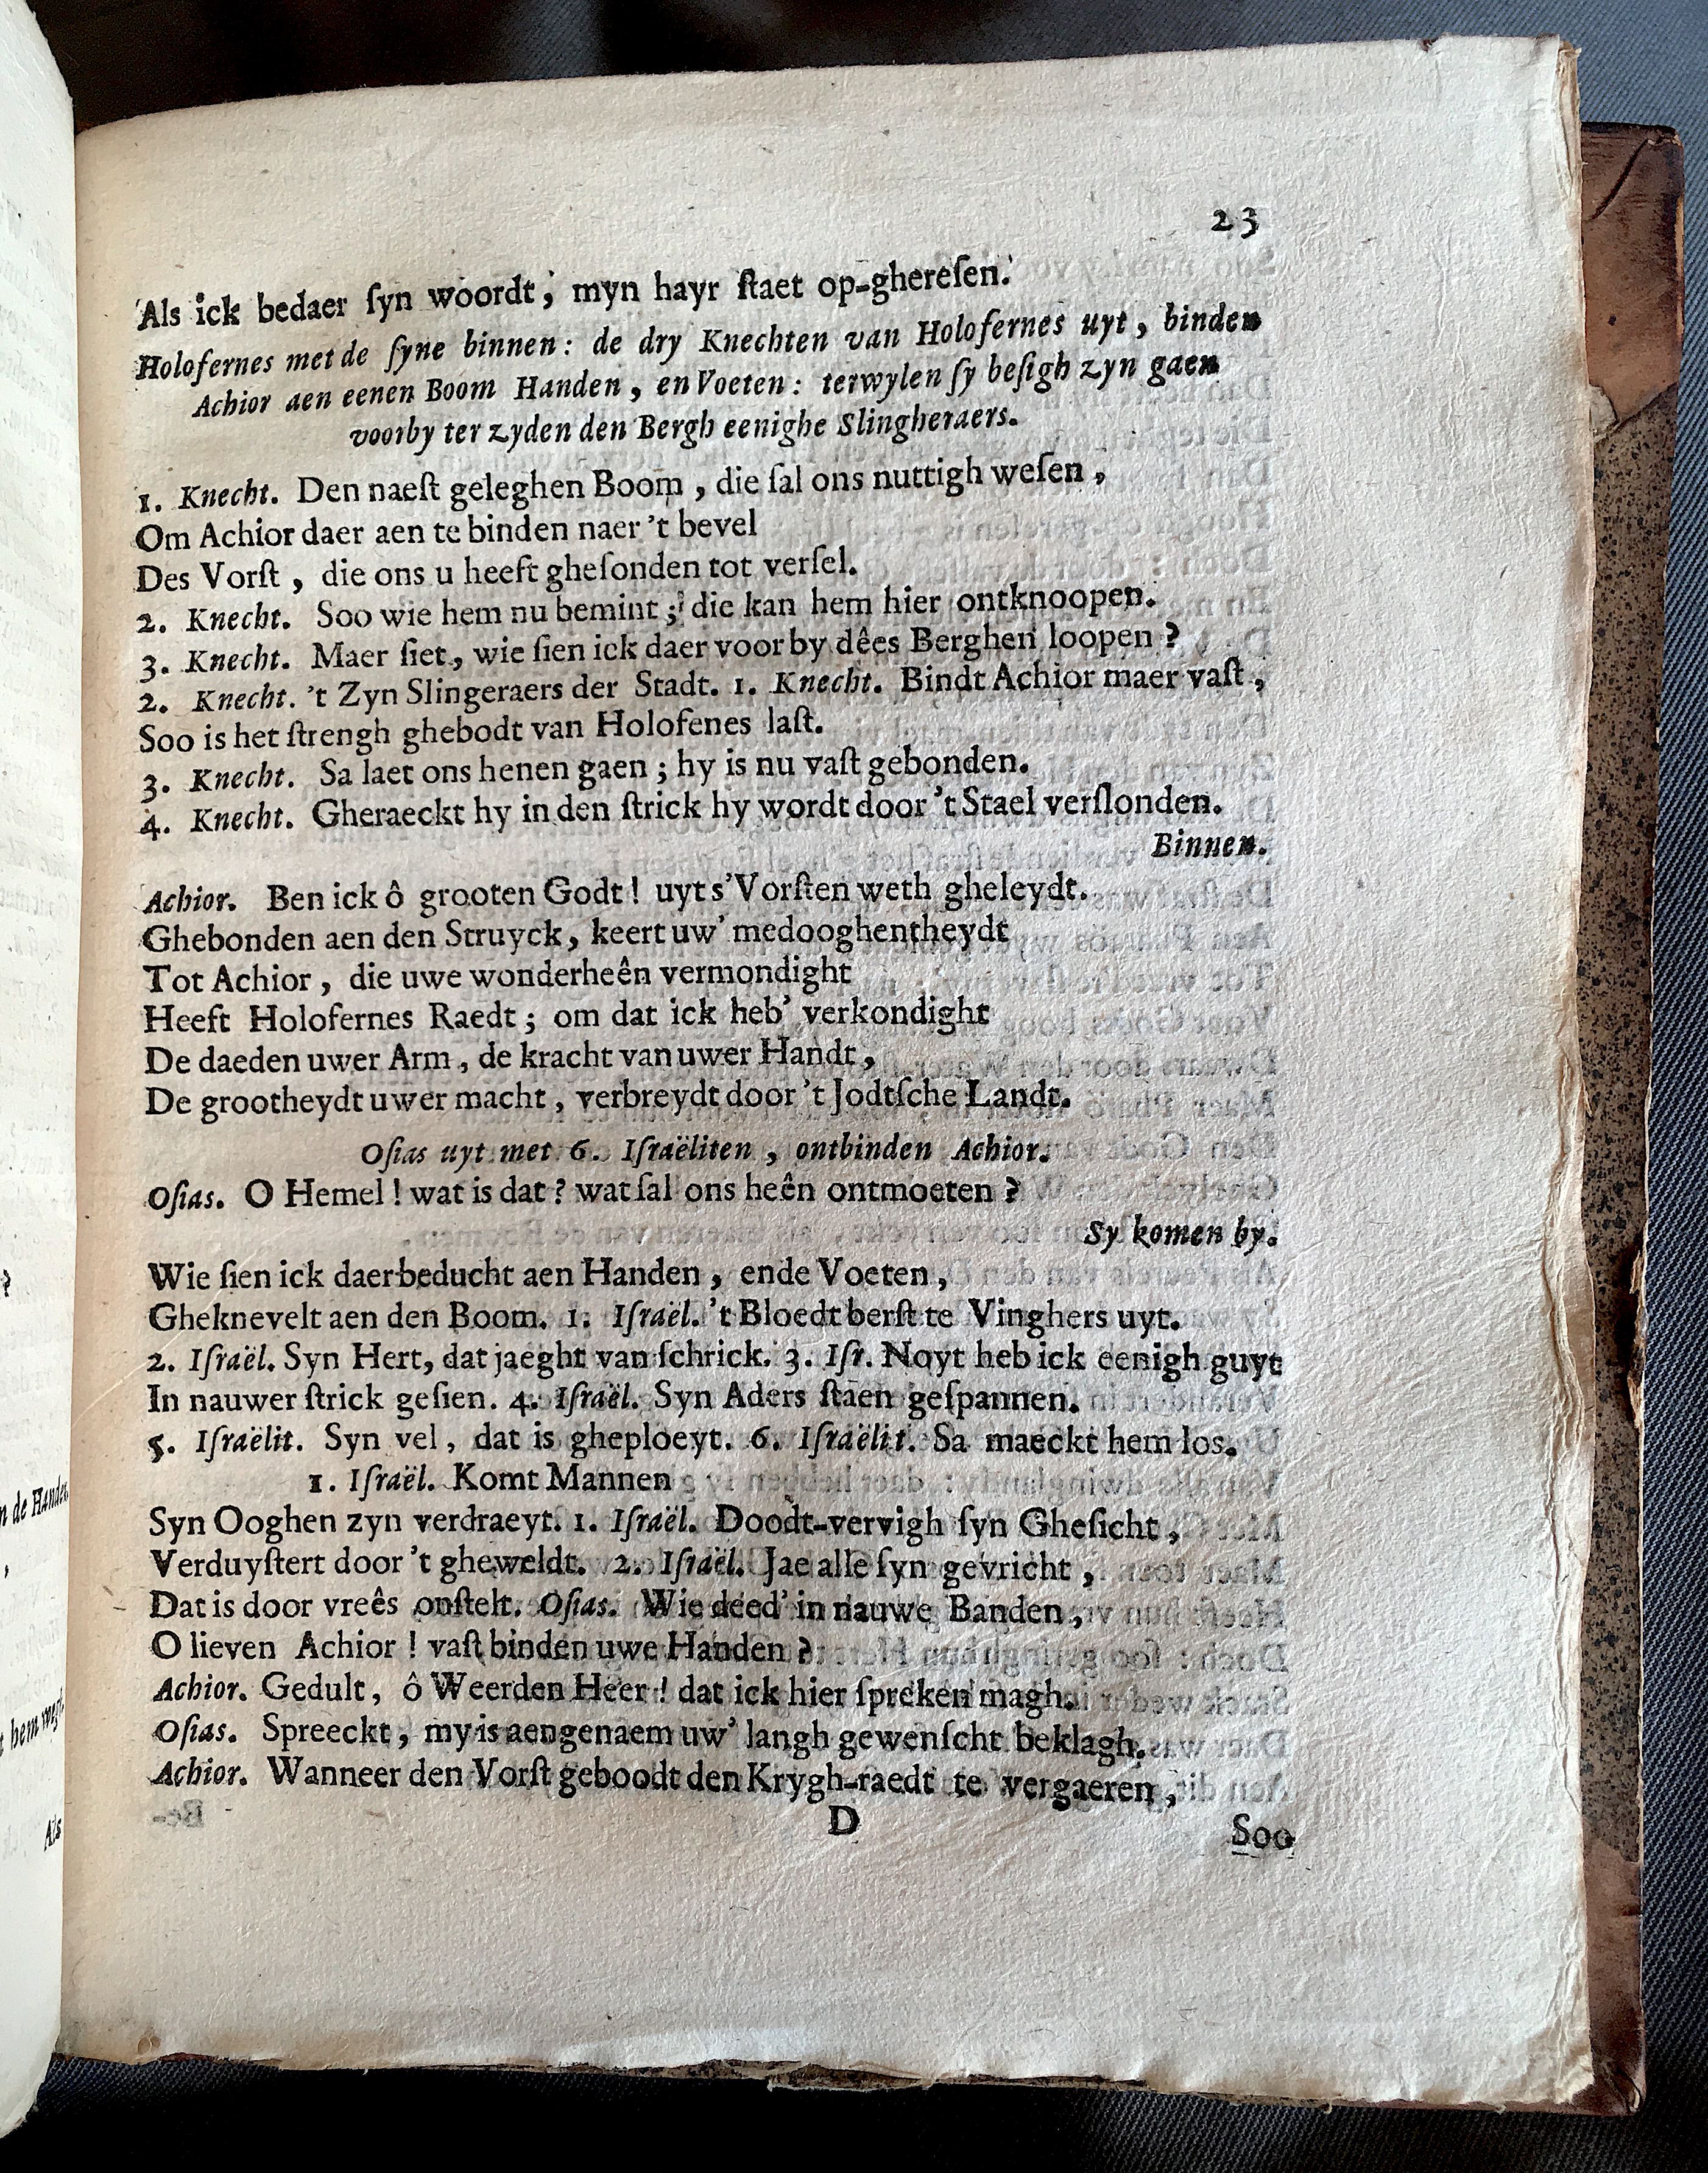 23
Als ick bedaer ſyn woordt, myn hayr ſtaet op-ghereſen.
Holofernes met de ſyne binnen: de dry Knechten van Holofernes uyt, binden
Achior aen eenen Boom Handen, en Voeten: terwylen ſy beſigh zyn gaen
voorby ter zyden den Bergh eenighe Slingheraers.
1. Knecht. Den naeſt geleghen Boom, die ſal ons nuttigh weſen,
Om Achior daer aen te binden naer 't bevel
Des Vorſt, die ons u heeft gheſonden tot verſel.
2. Knecht. Soo wie hem nu bemint; die kan hem hier ontknoopen.
3. Knecht. Maer ſiet, wie ſien ick daer voorby dêes Berghen loopen?
2. Knecht. 't Zyn Slingeraers der Stadt. 1. Knecht. Bindt Achior maer vaſt,
Soo is het ſtrengh ghebodt van Holofenes laſt.
3. Knecht. Sa laet ons henen gaen; hy is nu vaſt gebonden.
4. Knecht. Gheraeckt hy in den ſtrick hy wordt door 't Stael verſlonden.
Binnen.
Achior. Ben ick ô grooten Godt! uyt s'Vorſten weth gheleydt.
Ghebonden aen den Struyck, keert uw' medooghentheydt
Tot Achior, die uwe wonderheên vermondight
Heeft Holofernes Raedt; om dat ick heb' verkondight
De daeden uwer Arm, de kracht van uwer Handt,
De grootheydt uwer macht, verbreydt door 't Jodtſche Landt.
Oſias uyt met 6. Iſraëliten, ontbinden Achior.
Oſias. O Hemel! wat is dat? wat ſal ons heên ontmoeten?
Sy komen by.
Wie ſien ick daer beducht aen Handen, ende Voeten,
Gheknevelt aen den Boom. 1. Iſraël. 't Bloedt berſt te Vinghers uyt.
2. Iſraël. Syn Hert, dat jaeght van ſchrick. 3. Iſr. Noyt heb ick eenigh guyt
In nauwer ſtrick geſien. 4. Iſraël. Syn Aders ſtaen geſpannen.
5. Iſraëlit. Syn vel, dat is gheploeyt. 6. Iſraëlit. Sa maeckt hem los.
1. Iſraël. Komt Mannen
Syn Ooghen zyn verdraeyt. 1. Iſraël. Doodt-vervigh ſyn Gheſicht,
Verduyſtert door 't gheweldt. 2. Iſraël. Jae alle ſyn gevricht,
Dat is door vreês onſtelt. Oſias. Wie deed' in nauwe Banden,
O lieven Achior! vaſt binden uwe Handen?
Achior. Gedult, ô Weerden Heer! dat ick hier ſpreken magh.
Oſias. Spreeckt, my is aengenaem uw' langh gewenſcht beklagh.
Achior. Wanneer den Vorſt geboodt den Krygh-raedt te vergaeren,
D
Soo
n de Handen
,
?
Als